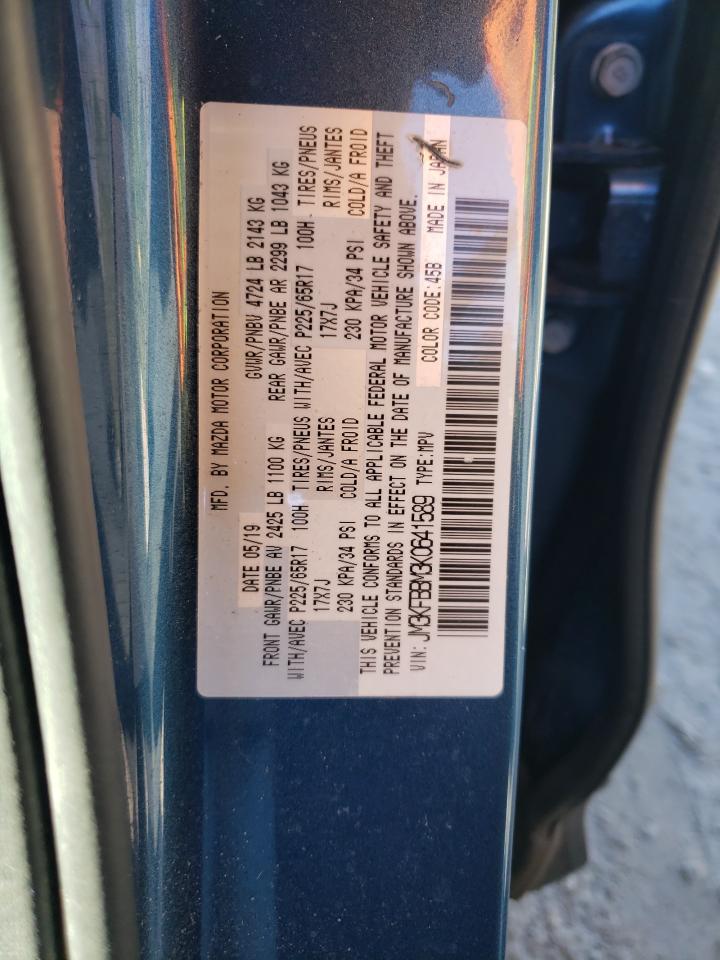 MFD. BY MAZDA MOTOR CORPORATION
DATE 05/19 GVWR/PNBV 4724 LB 2143 KG
FRONT GAWR/PNBE AV 2425 LB 1100 KG REAR GAWR/PNBE AR 2299 LB 1043 KG
WITH/AVEC P225/65R17 100H TIRES/PNEUS WITH/AVEC P225/65R17 100H TIRES/PNEUS
17X7J RIMS/JANTES 17X7J RIMS/JANTES
230 KPA/34 PSI COLD/A FROID 230 KPA/34 PSI COLD/A FROID
THIS VEHICLE CONFORMS TO ALL APPLICABLE FEDERAL MOTOR VEHICLE SAFETY AND THEFT
PREVENTION STANDARDS IN EFFECT ON THE DATE OF MANUFACTURE SHOWN ABOVE.
VIN: JM3KFBBM3K0641589 TYPE:MPV COLOR CODE:45B MADE IN JAPAN